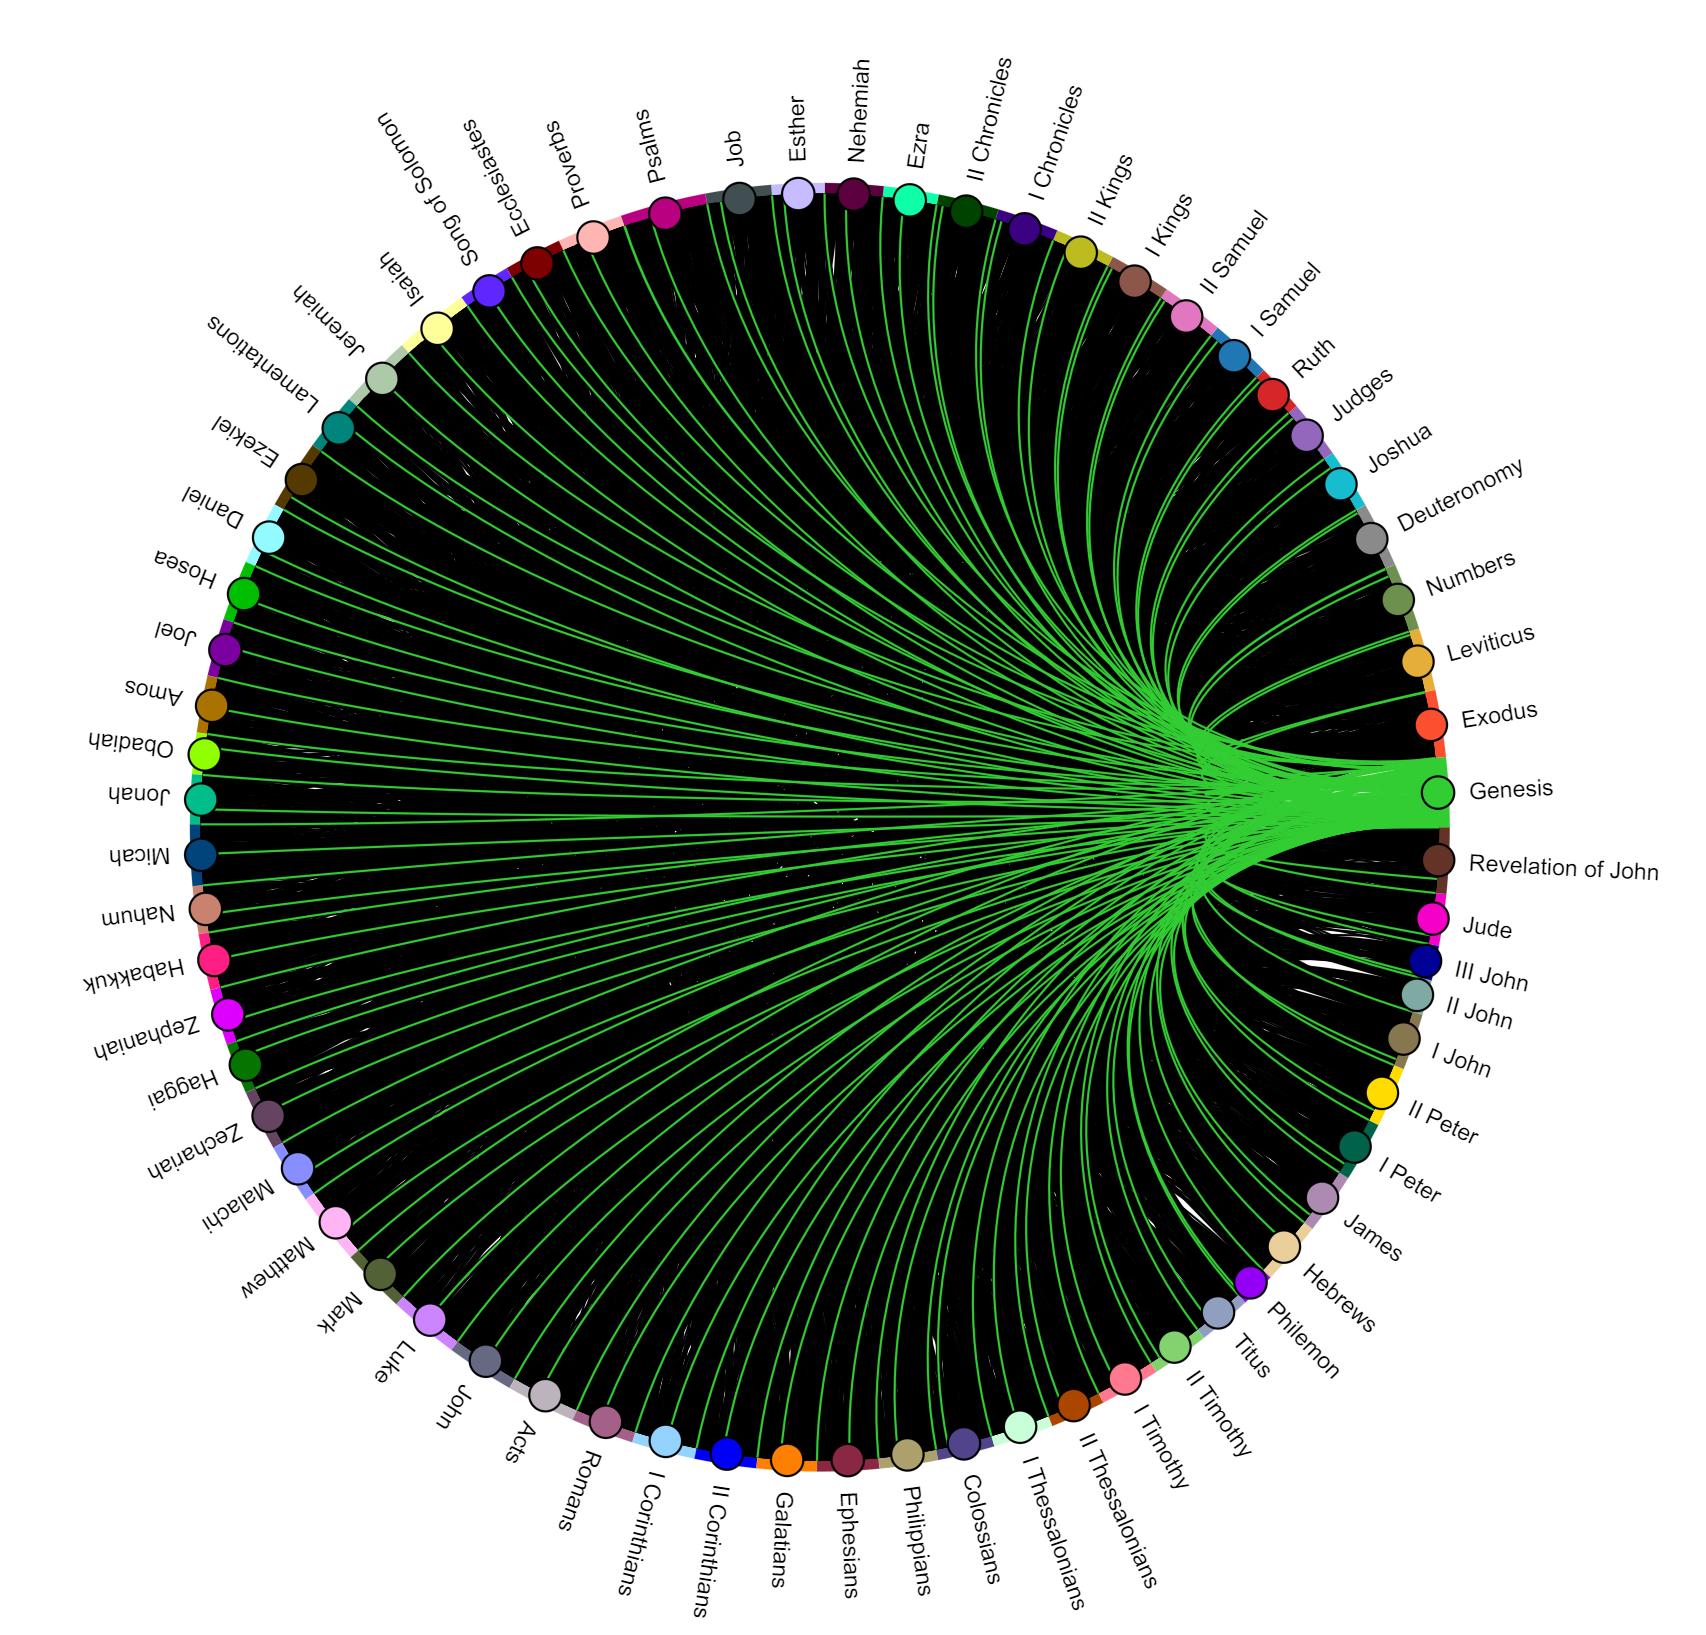 Genesis
Exodus
Leviticus
Numbers
Deuteronomy
Joshua
Judges
Ruth
I Samuel
II Samuel
I Kings
II Kings
I Chronicles
II Chronicles
Ezra
Nehemiah
Esther
Job
Psalms
Proverbs
Ecclesiastes
Song of Solomon
Isaiah
Jeremiah
Lamentations
Ezekiel
Daniel
Hosea
Joel
Amos
Obadiah
Jonah
Micah
Nahum
Habakkuk
Zephaniah
Haggai
Zechariah
Malachi
Matthew
Mark
Luke
John
Acts
Romans
I Corinthians
II Corinthians
Galatians
Ephesians
Philippians
Colossians
I Thessalonians
II Thessalonians
I Timothy
II Timothy
Titus
Philemon
Hebrews
James
I Peter
II Peter
I John
II John
III John
Jude
Revelation of John